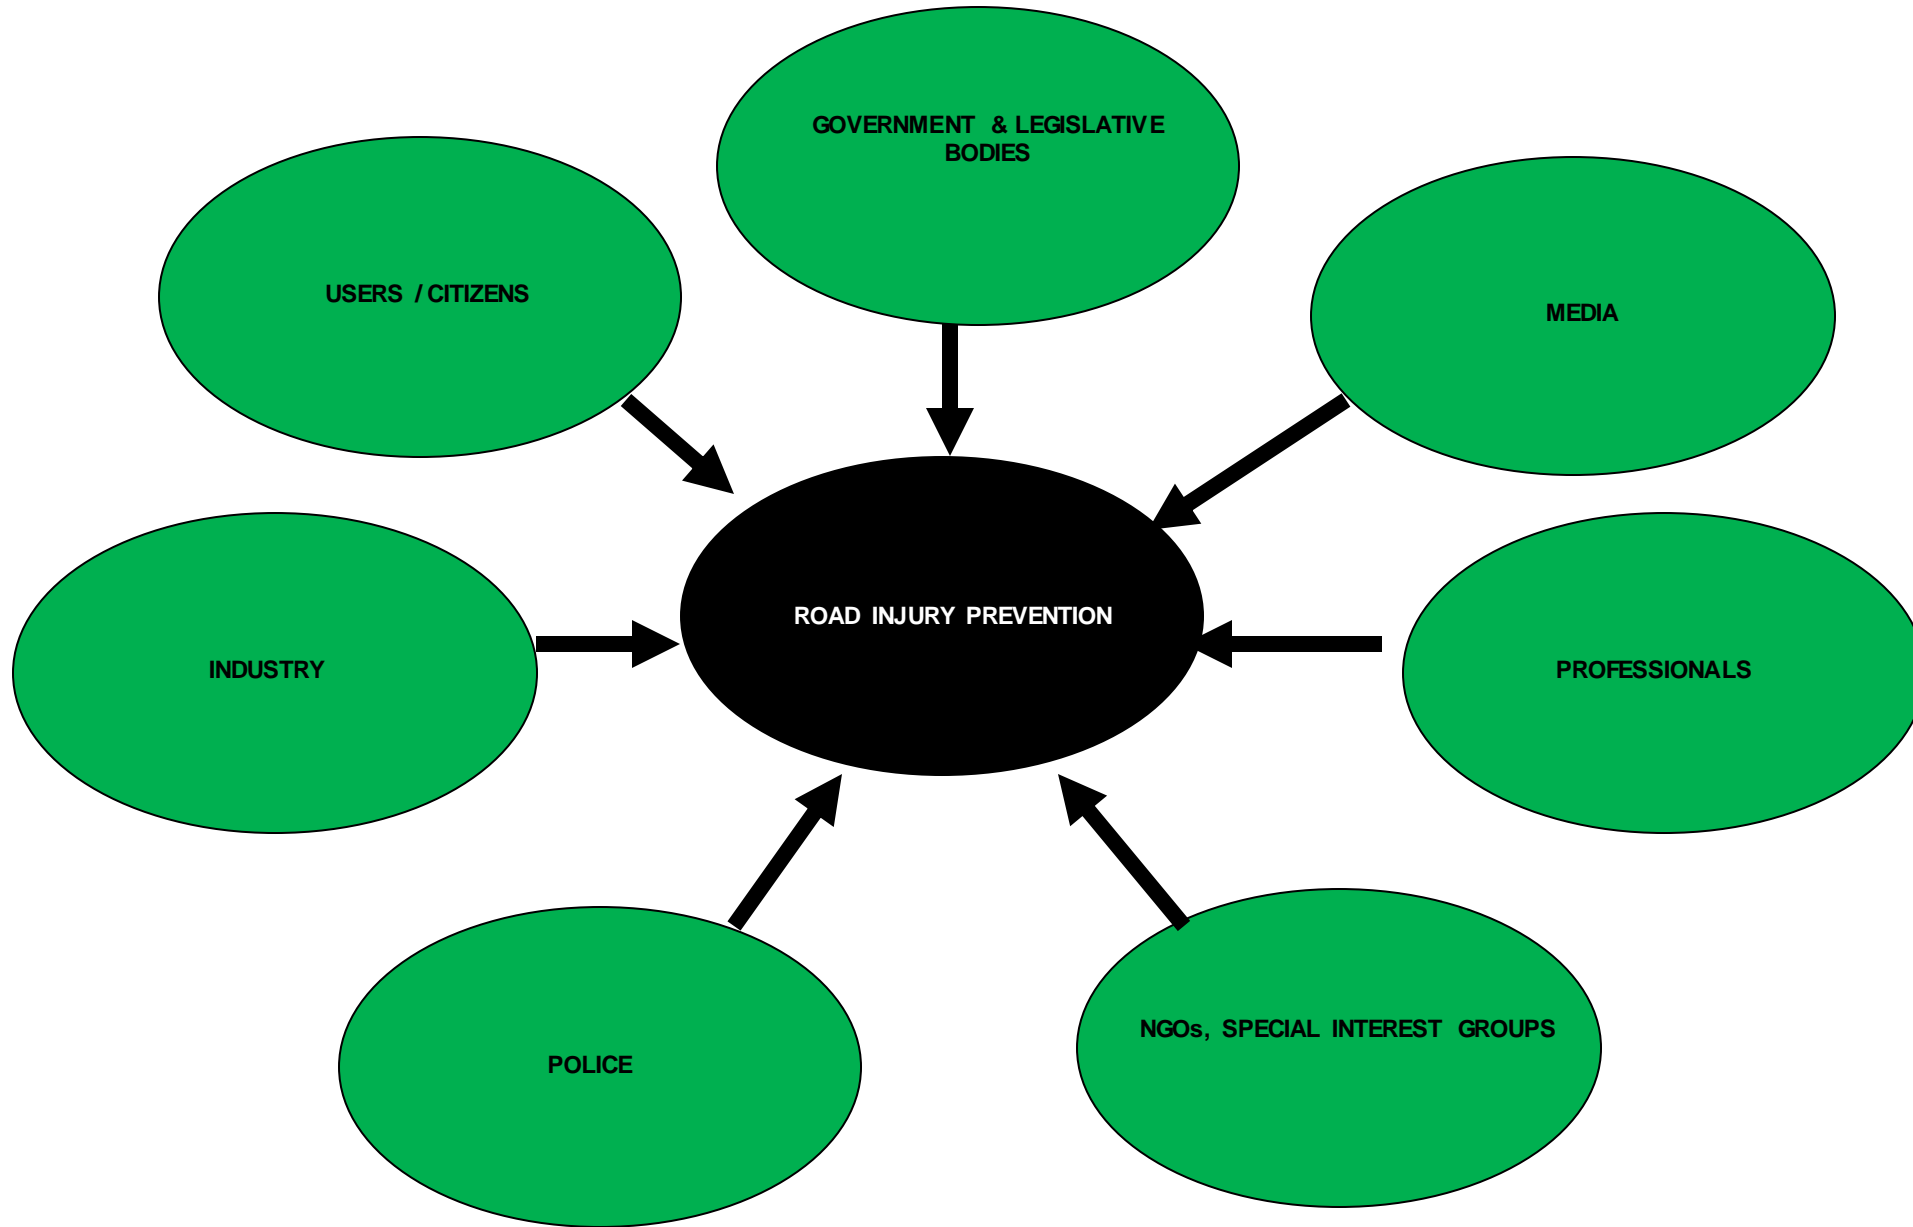 GOVERNMENT & LEGISLATIVE
BODIES
USERS / CITIZENS
MEDIA
ROAD INJURY PREVENTION
INDUSTRY
PROFESSIONALS
NGOs, SPECIAL INTEREST GROUPS
POLICE